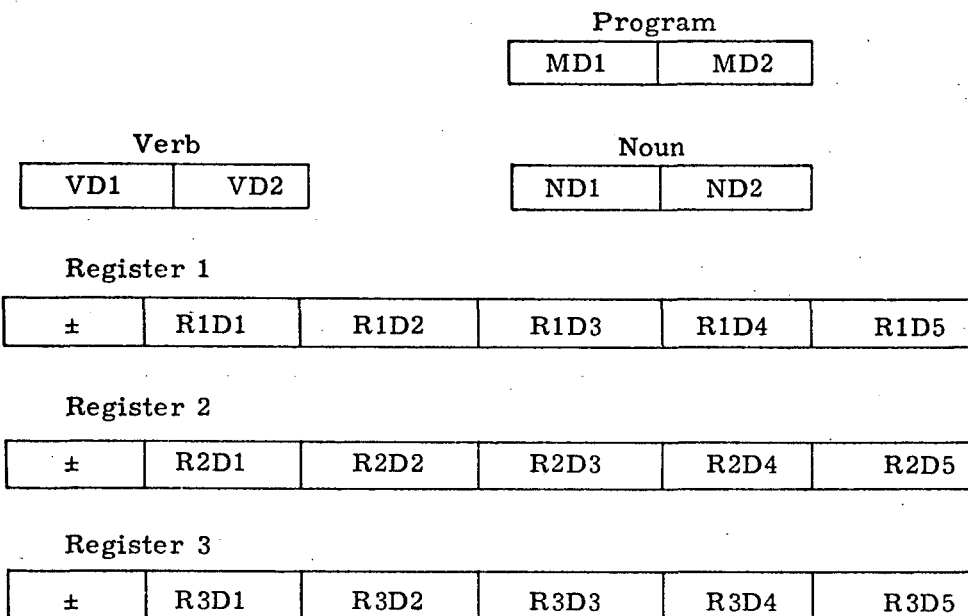 Program
MD1 MD2
Verb Noun
VD1 VD2 ND1 ND2
Register 1
± R1D1 R1D2 R1D3 R1D4 R1D5
Register 2
± R2D1 R2D2 R2D3 R2D4 R2D5
Register 3
± R3D1 R3D2 R3D3 R3D4 R3D5